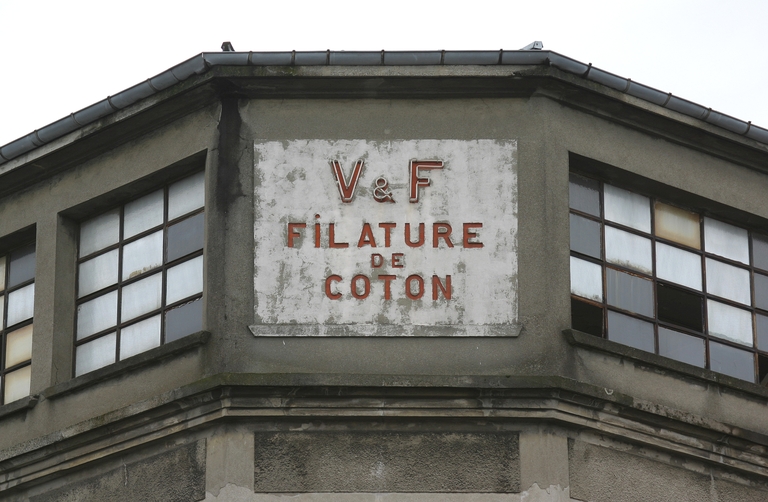 V & F
FiLATURE
DE
COTON